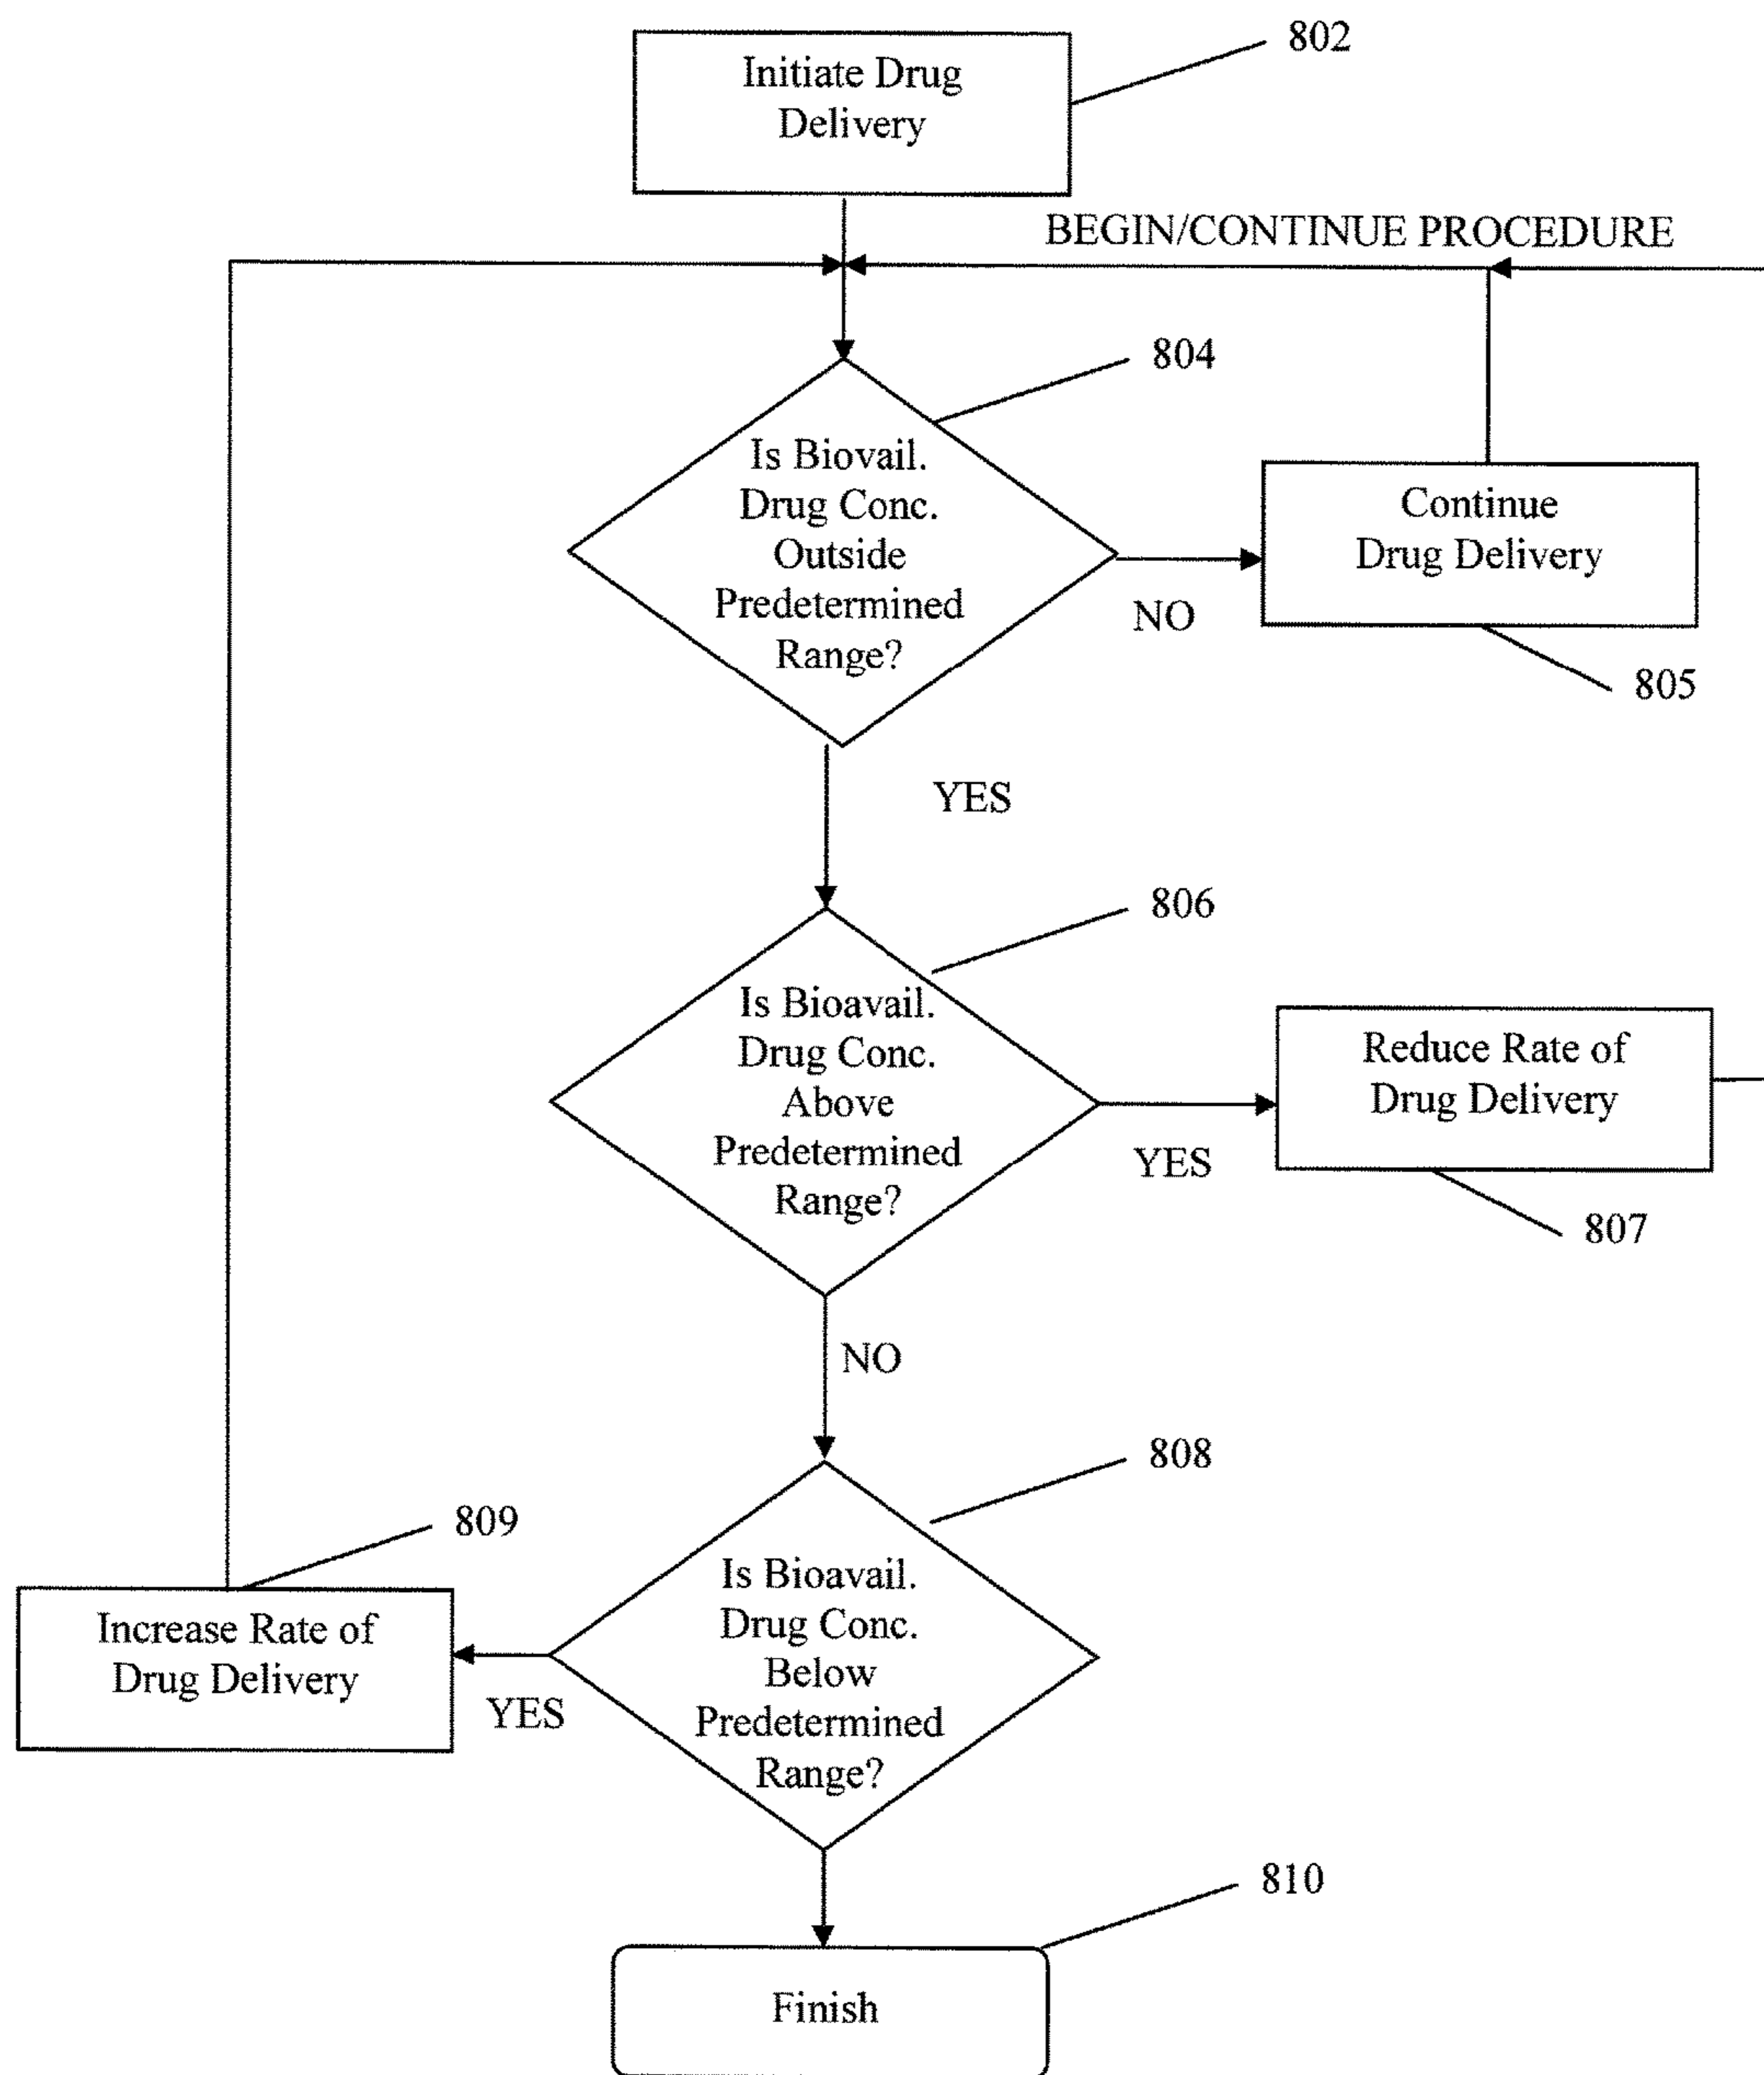 802
Initiate Drug
Delivery
BEGIN/CONTINUE PROCEDURE
804
Is Biovail.
Drug Conc.
Outside
Predetermined
Range?
NO
Continue
Drug Delivery
805
YES
806
Is Bioavail.
Drug Conc.
Above
Predetermined
Range?
YES
Reduce Rate of
Drug Delivery
807
NO
808
809
Is Bioavail.
Drug Conc.
Below
Predetermined
Range?
Increase Rate of
Drug Delivery
YES
810
Finish